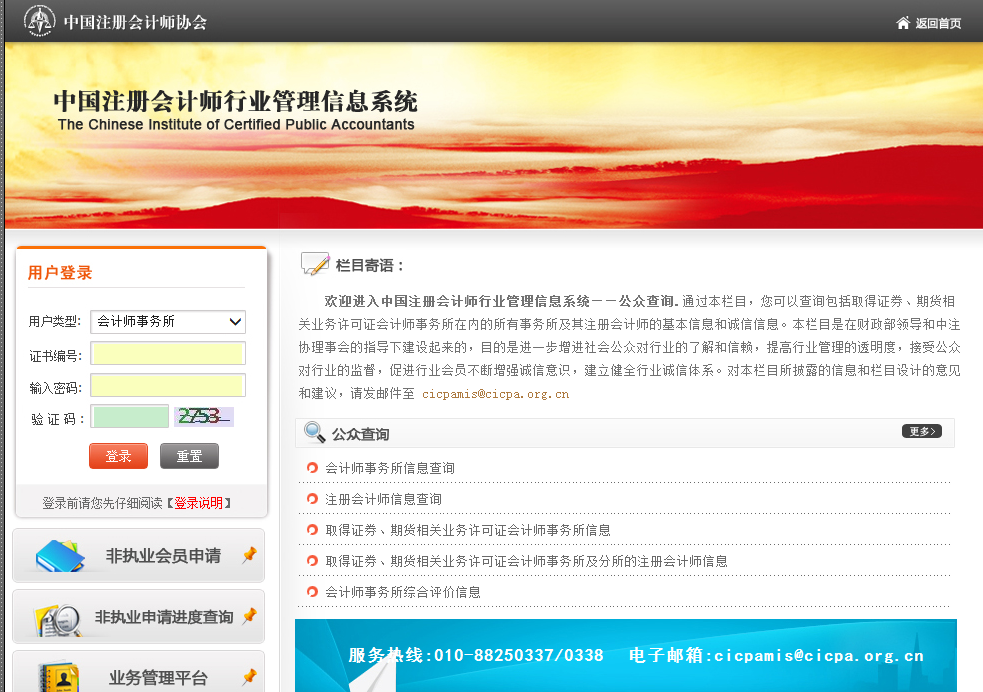 中国注册会计师协会
返回首页
中国注册会计师行业管理信息系统
The Chinese Institute of Certified Public Accountants
用户登录
用户类型: 会计师事务所
证书编号:
输入密码:
验 证 码 : 2753
登录 重置
登录前请您先仔细阅读【登录说明】
非执业会员申请
非执业申请进度查询
业务管理平台
栏目寄语：
欢迎进入中国注册会计师行业管理信息系统——公众查询.通过本栏目，您可以查询包括取得证券、期货相
关业务许可证会计师事务所在内的所有事务所及其注册会计师的基本信息和诚信信息。本栏目是在财政部领导和中注
协理事会的指导下建设起来的，目的是进一步增进社会公众对行业的了解和信赖，提高行业管理的透明度，接受公众
对行业的监督，促进行业会员不断增强诚信意识，建立健全行业诚信体系。对本栏目所披露的信息和栏目设计的意见
和建议，请发邮件至 cicpamis@cicpa.org.cn
公众查询 更多>
会计师事务所信息查询
注册会计师信息查询
取得证券、期货相关业务许可证会计师事务所信息
取得证券、期货相关业务许可证会计师事务所及分所的注册会计师信息
会计师事务所综合评价信息
服务热线:010-88250337/0338 电子邮箱:cicpamis@cicpa.org.cn